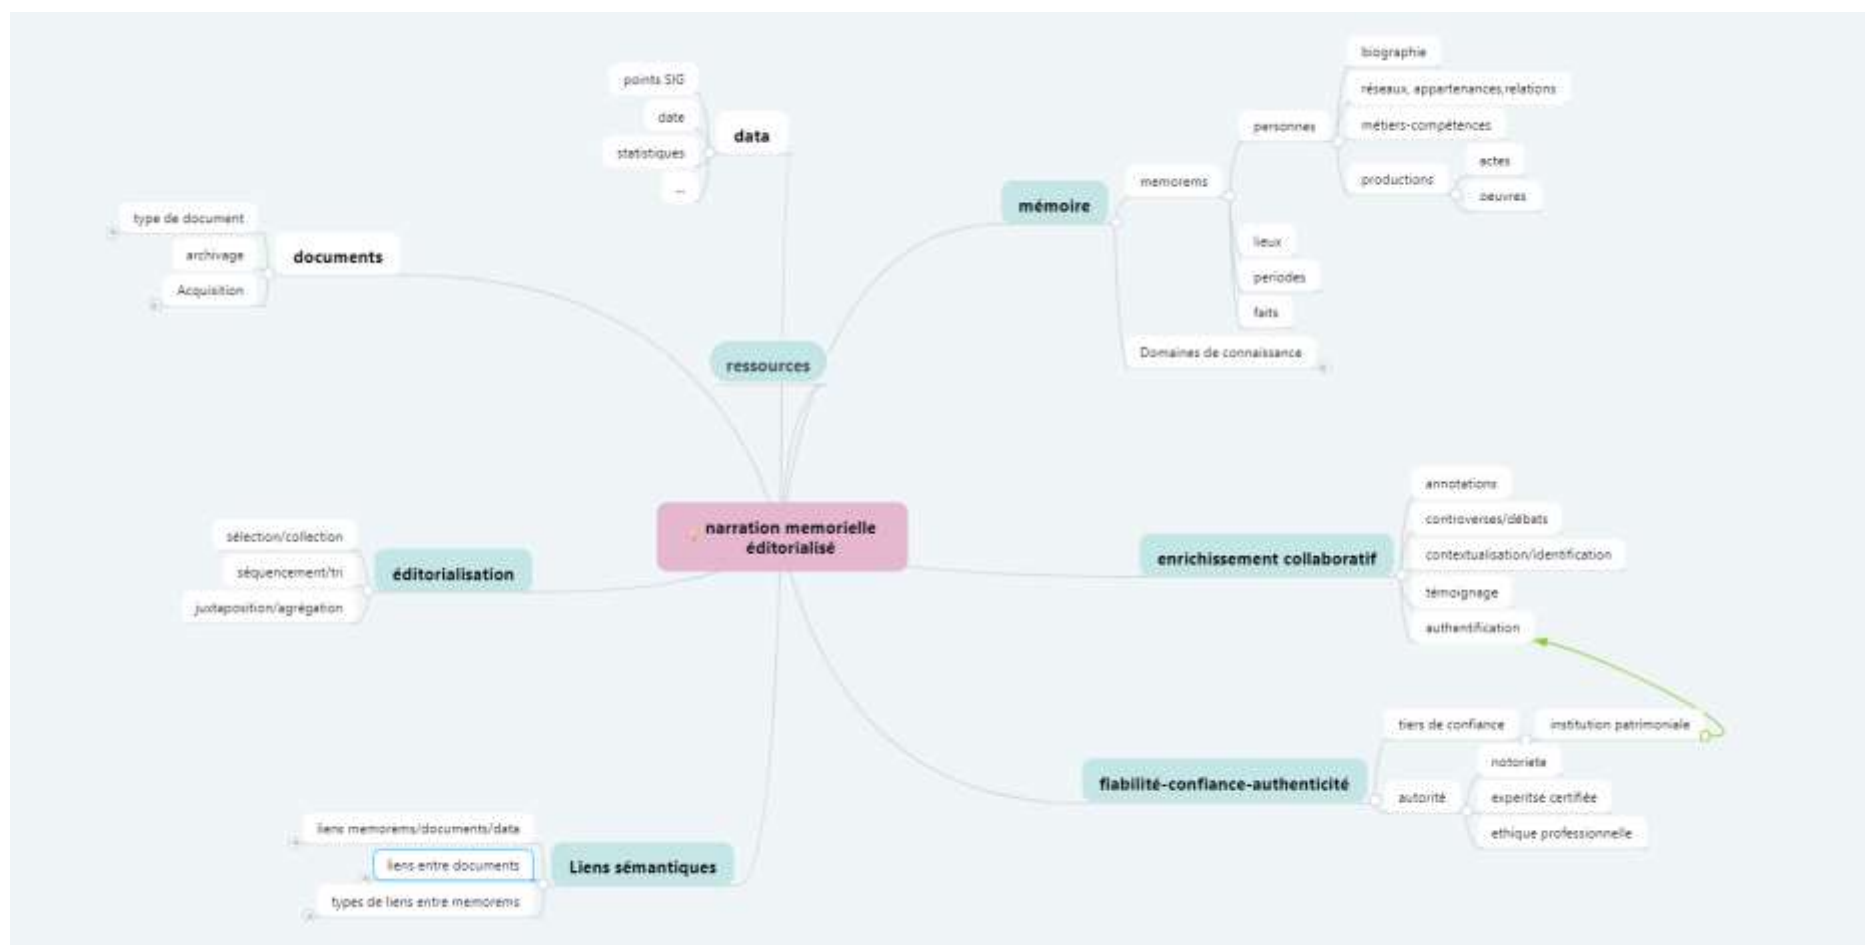 points SIG
date
statistiques
...
data
type de document
archivage
Acquisition
documents
ressources
mémoire
memorems
personnes
biographie
réseaux, appartenances,relations
métiers-compétences
productions
actes
oeuvres
lieux
periodes
faits
Domaines de connaissance
narration memorielle
éditorialisé
sélection/collection
séquencement/tri
juxtaposition/agrégation
éditorialisation
enrichissement collaboratif
annotations
controverses/débats
contextualisation/identification
témoignage
authentification
fiabilité-confiance-authenticité
tiers de confiance
institution patrimoniale
autorité
notoriete
experitse certifiée
ethique professionnelle
liens memorems/documents/data
liens entre documents
types de liens entre memorems
Liens sémantiques